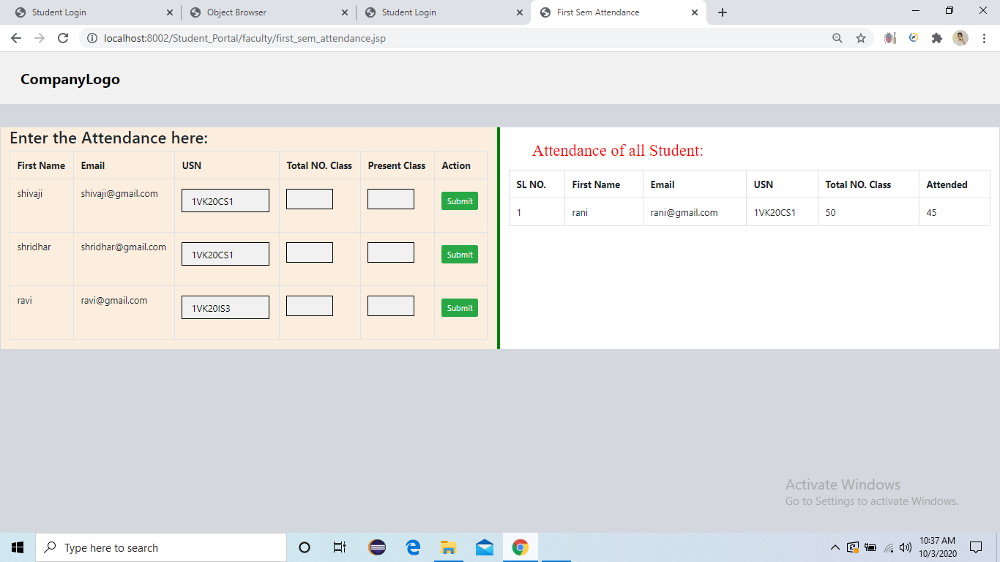 Student Login
Object Browser
Student Login
First Sem Attendance
localhost:8002/Student_Portal/faculty/first_sem_attendance.jsp
CompanyLogo
Enter the Attendance here:
First Name Email USN Total NO. Class Present Class Action
shivaji shivaji@gmail.com 1VK20CS1 Submit
shridhar shridhar@gmail.com 1VK20CS1 Submit
ravi ravi@gmail.com 1VK20IS3 Submit
Attendance of all Student:
SL NO. First Name Email USN Total NO. Class Attended
1 rani rani@gmail.com 1VK20CS1 50 45
Activate Windows
Go to Settings to activate Windows.
Type here to search
10:37 AM
10/3/2020